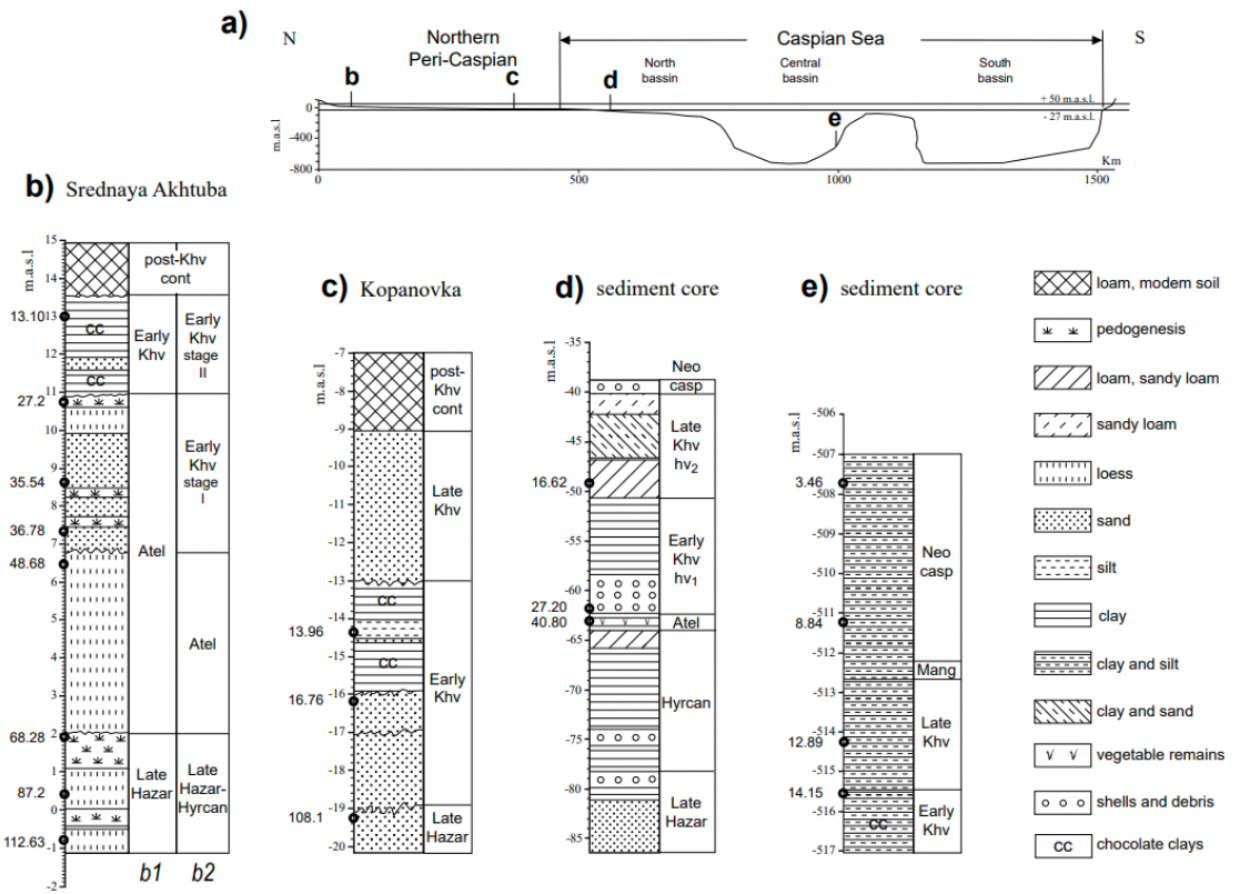 a)
N
Northern
Peri-Caspian
Caspian Sea
S
North
bassin
Central
bassin
South
bassin
b
c
d
e
+ 50 m.a.s.l.
- 27 m.a.s.l.
m.a.s.l.
0
-400
-800
0
500
1000
1500
Km
b) Srednaya Akhtuba
m.a.s.l
15
14
13
12
11
10
9
8
7
6
5
4
3
2
1
0
-1
-2
13.10
27.2
35.54
36.78
48.68
68.28
87.2
112.63
cc
cc
post-Khv
cont
Early
Khv
Early
Khv
stage
II
Early
Khv
stage
I
Atel
Atel
Late
Hazar
Late
Hazar-
Hyrcan
b1
b2
c) Kopanovka
m.a.s.l
-7
-8
-9
-10
-11
-12
-13
-14
-15
-16
-17
-18
-19
-20
13.96
16.76
108.1
cc
cc
post-
Khv
cont
Late
Khv
Early
Khv
Late
Hazar
d) sediment core
m.a.s.l
-35
-40
-45
-50
-55
-60
-65
-70
-75
-80
-85
16.62
27.20
40.80
Neo
casp
Late
Khv
hv2
Early
Khv
hv1
Atel
Hyrcan
Late
Hazar
e) sediment core
m.a.s.l
-506
-507
-508
-509
-510
-511
-512
-513
-514
-515
-516
-517
3.46
8.84
12.89
14.15
cc
Neo
casp
Mang
Late
Khv
Early
Khv
loam, modem soil
pedogenesis
loam, sandy loam
sandy loam
loess
sand
silt
clay
clay and silt
clay and sand
vegetable remains
shells and debris
cc chocolate clays